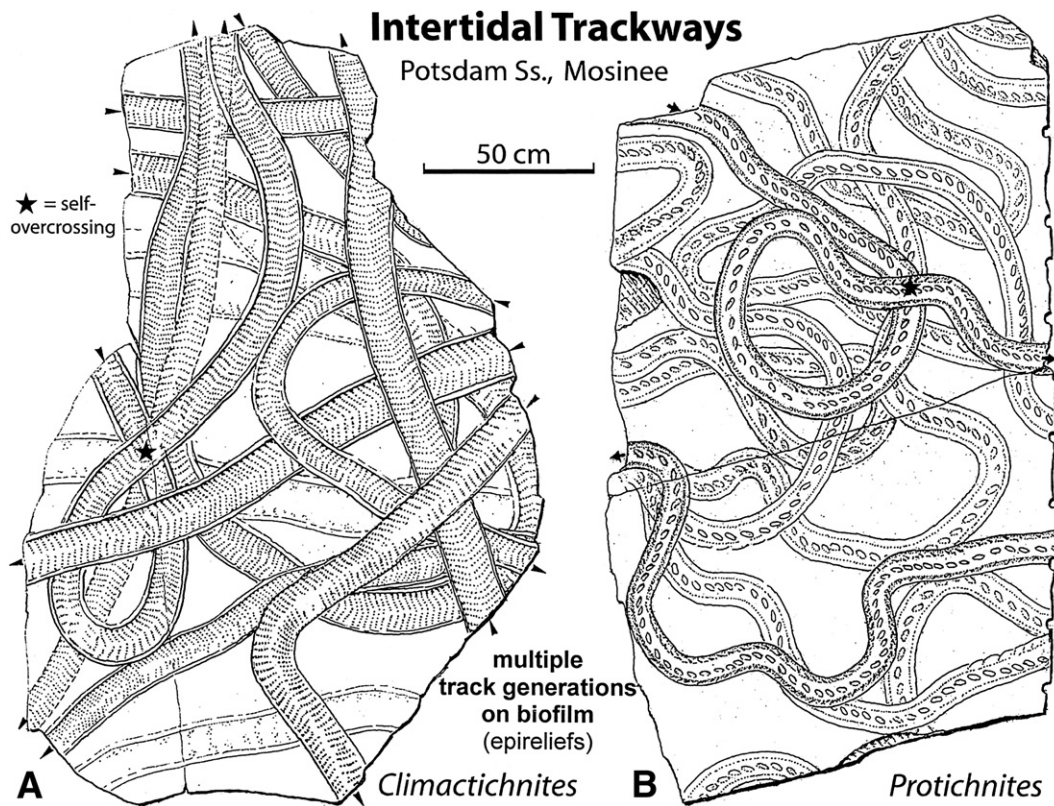 Intertidal Trackways
Potsdam Ss., Mosinee
50 cm
★ = self-
overcrossing
multiple
track generations
on biofilm
(epireliefs)
A
Climactichnites
B
Protichnites